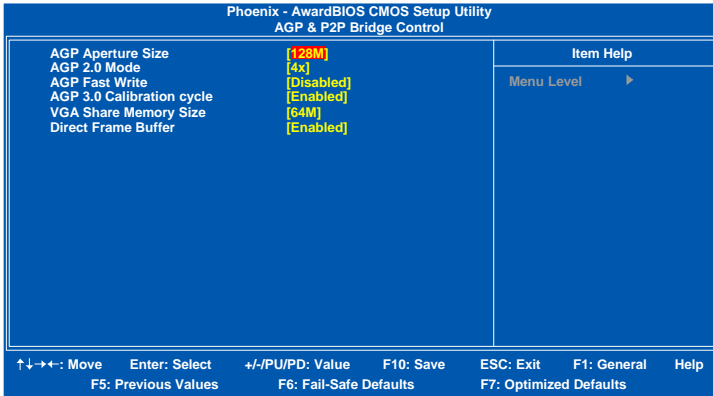 Phoenix - AwardBIOS CMOS Setup Utility
AGP & P2P Bridge Control
AGP Aperture Size [128M]
AGP 2.0 Mode [4x]
AGP Fast Write [Disabled]
AGP 3.0 Calibration cycle [Enabled]
VGA Share Memory Size [64M]
Direct Frame Buffer [Enabled]
Item Help
Menu Level ▶
↑↓→←: Move Enter: Select +/-/PU/PD: Value F10: Save ESC: Exit F1: General Help
F5: Previous Values F6: Fail-Safe Defaults F7: Optimized Defaults